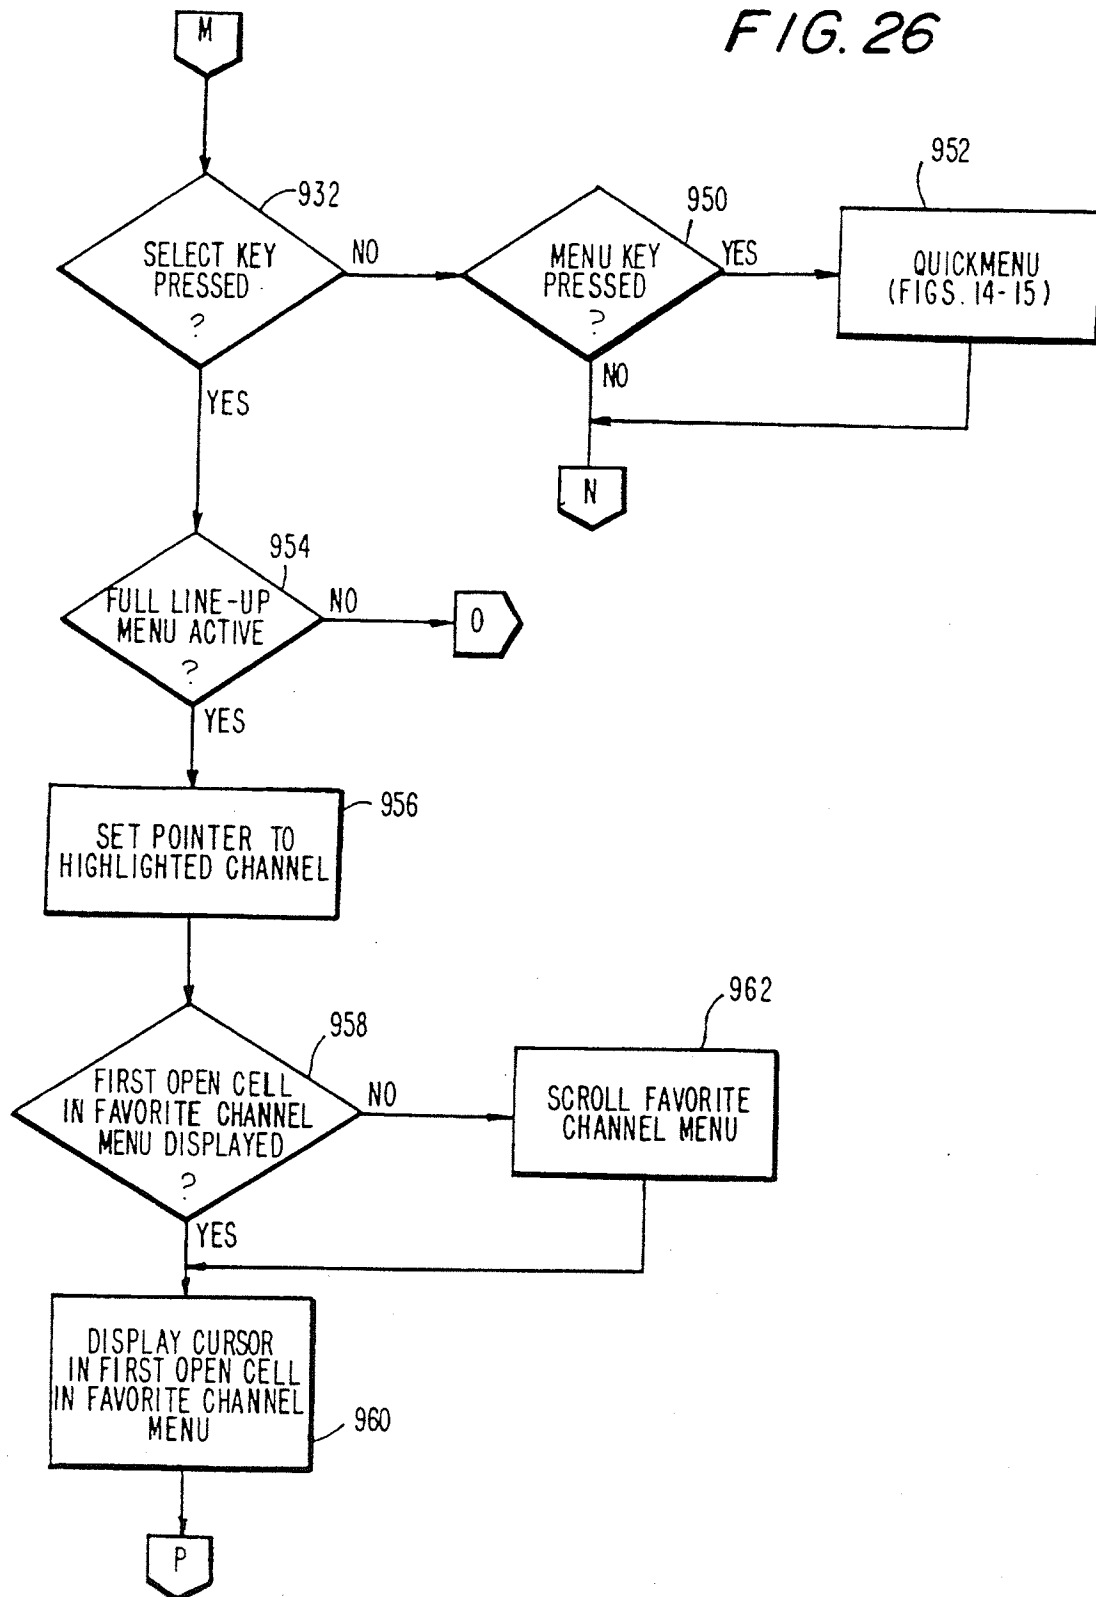 FIG. 26
M
932
SELECT KEY
PRESSED
?
NO
YES
950
MENU KEY
PRESSED
?
YES
NO
952
QUICKMENU
(FIGS. 14-15)
N
954
FULL LINE-UP
MENU ACTIVE
?
NO
YES
O
956
SET POINTER TO
HIGHLIGHTED CHANNEL
958
FIRST OPEN CELL
IN FAVORITE CHANNEL
MENU DISPLAYED
?
NO
YES
962
SCROLL FAVORITE
CHANNEL MENU
DISPLAY CURSOR
IN FIRST OPEN CELL
IN FAVORITE CHANNEL
MENU
960
P